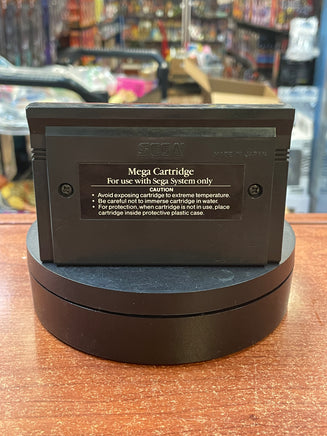 SEGA
MADE IN JAPAN
Mega Cartridge
For use with Sega System only
CAUTION
• Avoid exposing cartridge to extreme temperature.
• Be careful not to immerse cartridge in water.
• For protection, when cartridge is not in use, place
cartridge inside protective plastic case.